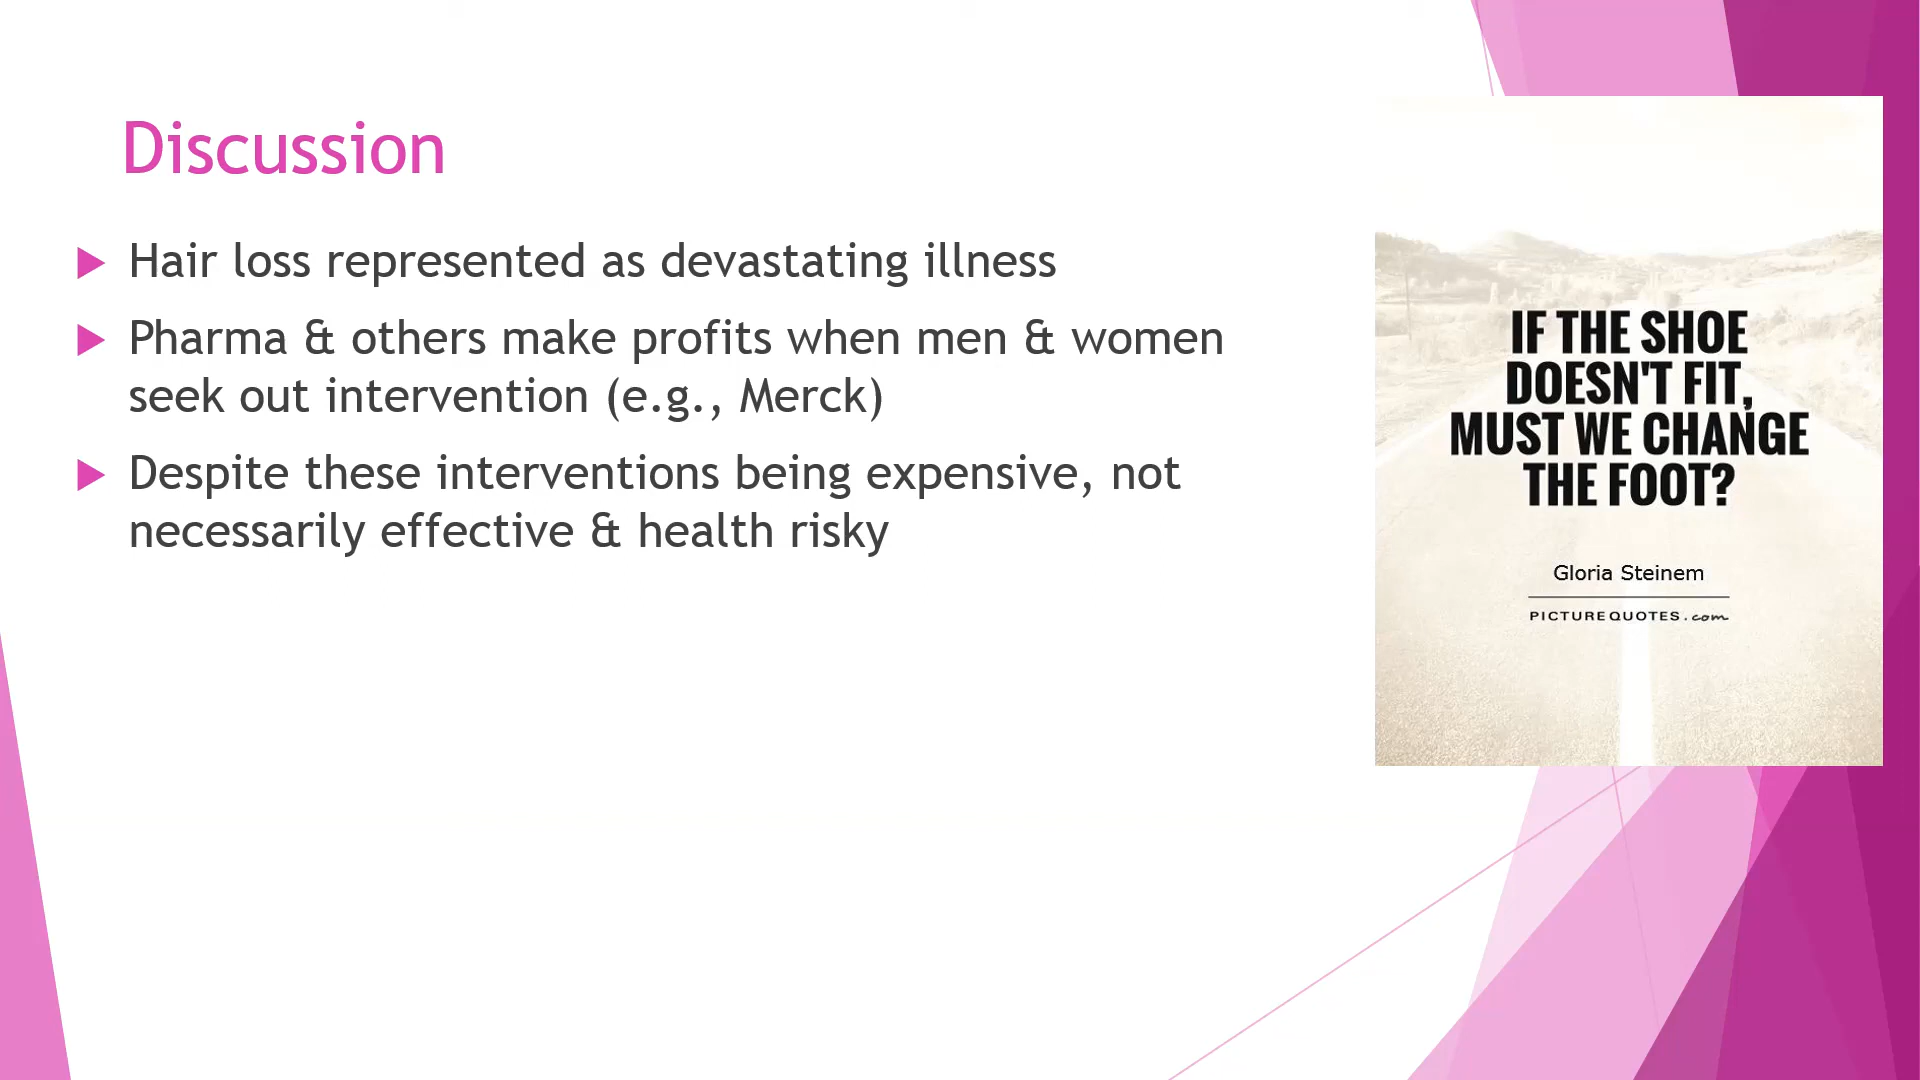 Discussion
Hair loss represented as devastating illness
Pharma & others make profits when men & women
seek out intervention (e.g., Merck)
Despite these interventions being expensive, not
necessarily effective & health risky
IF THE SHOE
DOESN'T FIT,
MUST WE CHANGE
THE FOOT?
Gloria Steinem
PICTUREQUOTES.com